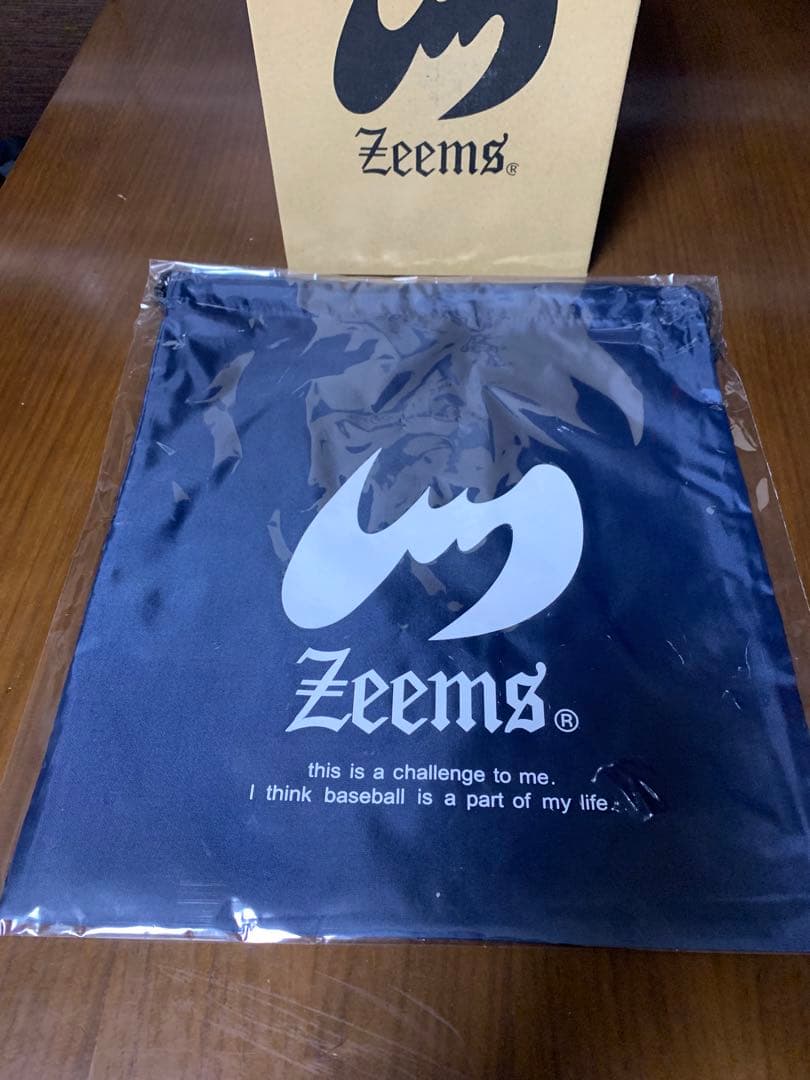 Zeems®
Zeems®
this is a challenge to me.
I think baseball is a part of my life.